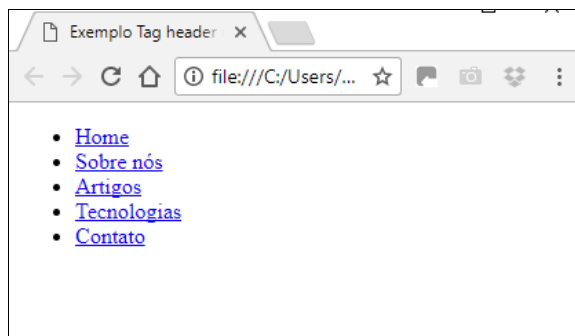 Exemplo Tag header
file:///C:/Users/...
Home
Sobre nós
Artigos
Tecnologias
Contato